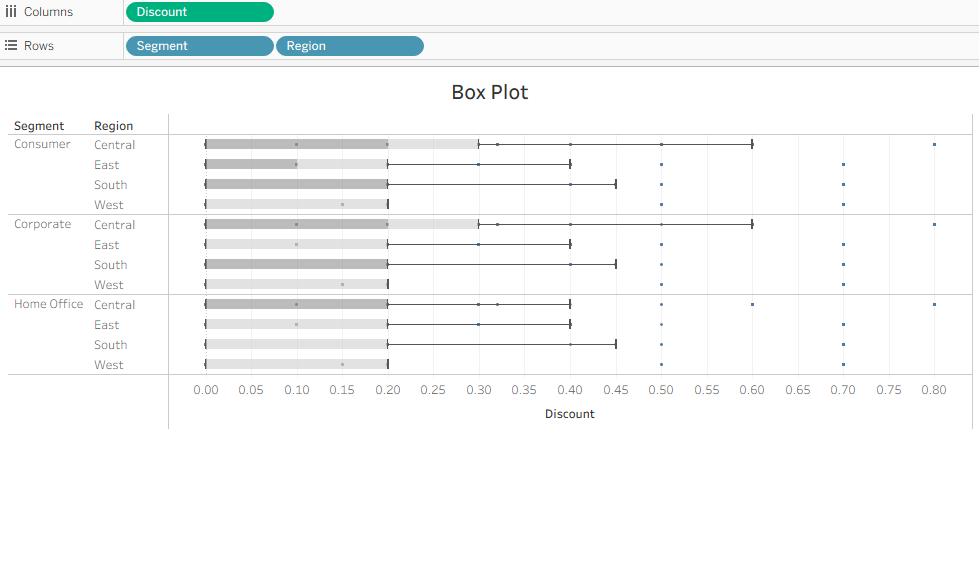 Columns Discount
Rows Segment Region
Box Plot
Segment Region
Consumer Central
East
South
West
Corporate Central
East
South
West
Home Office Central
East
South
West
0.00 0.05 0.10 0.15 0.20 0.25 0.30 0.35 0.40 0.45 0.50 0.55 0.60 0.65 0.70 0.75 0.80
Discount